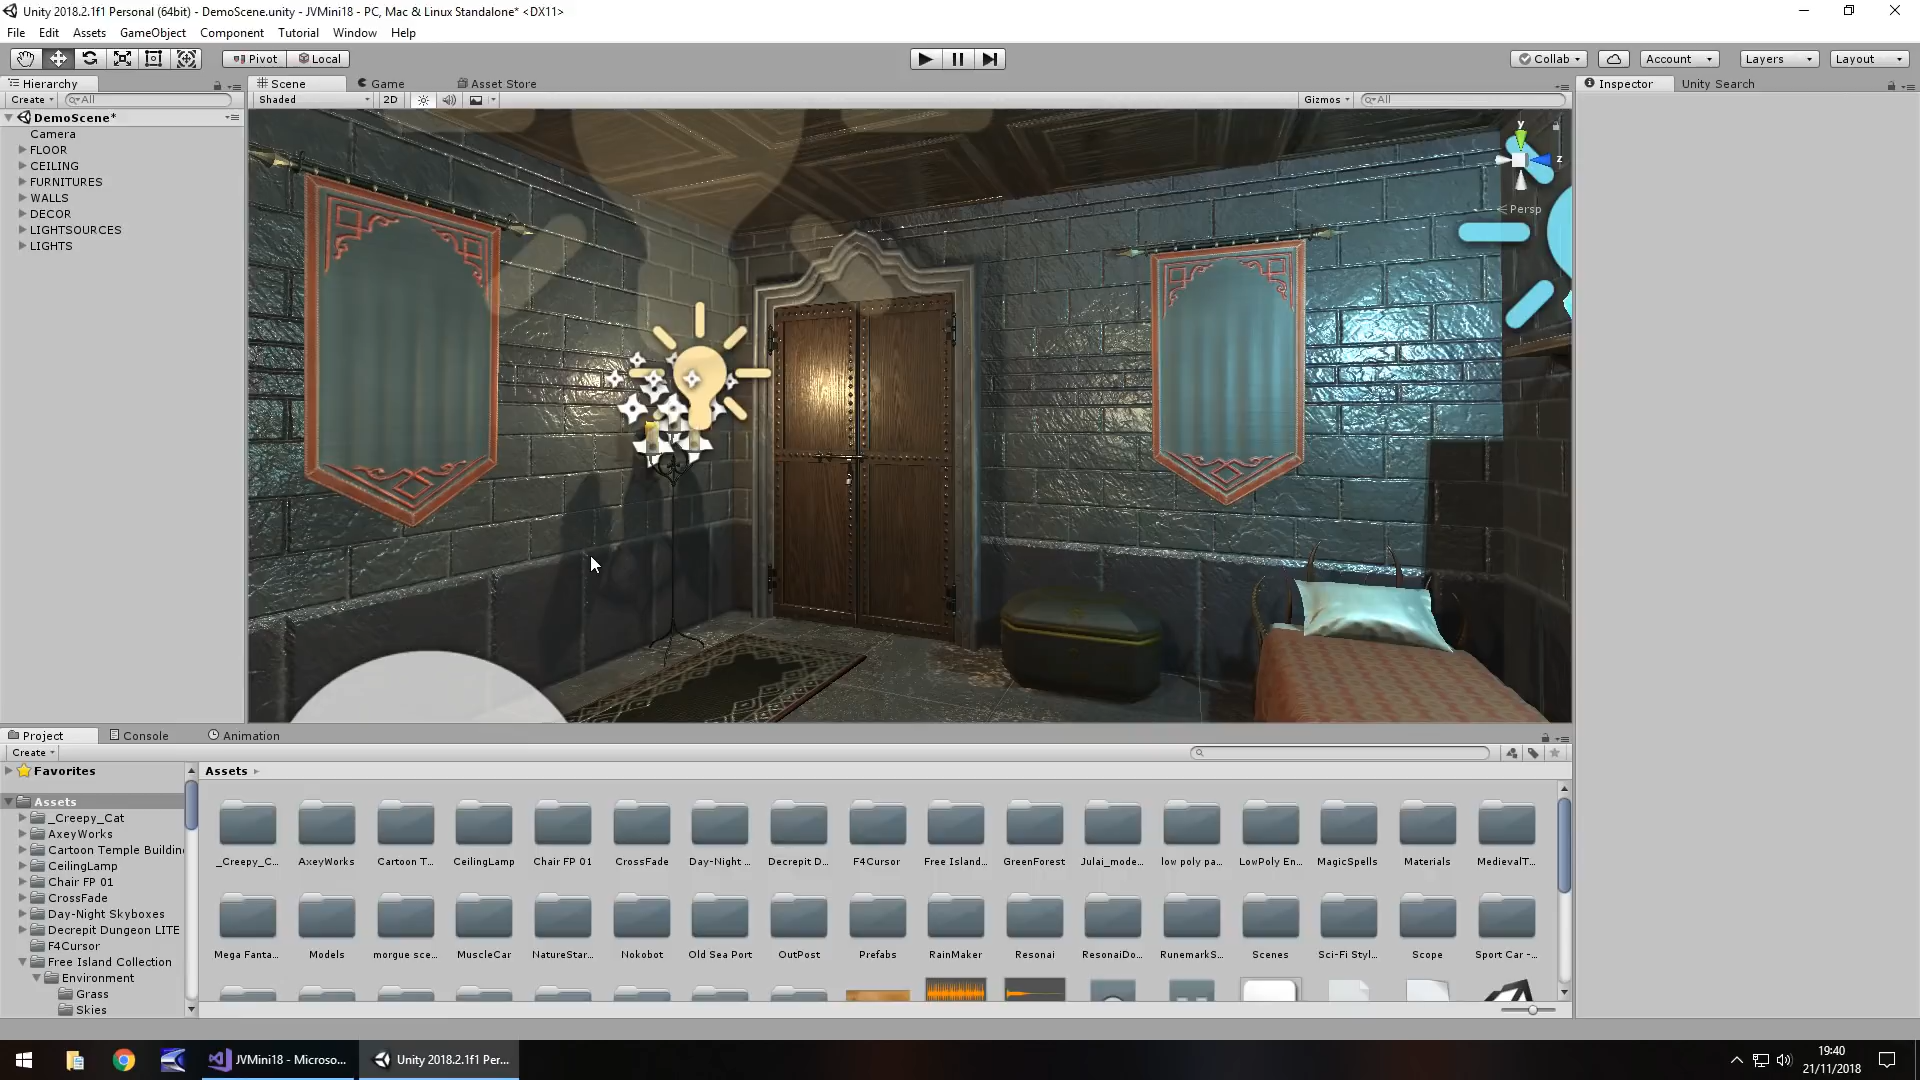 Unity 2018.2.1f1 Personal (64bit) - DemoScene.unity - JVMini18 - PC, Mac & Linux Standalone* <DX11>
File Edit Assets GameObject Component Tutorial Window Help
Pivot Local Collab Account Layers Layout
Hierarchy Scene Game Asset Store Inspector Unity Search
Create All Shaded 2D Gizmos All
DemoScene*
Camera
FLOOR
CEILING
FURNITURES
WALLS
DECOR
LIGHTSOURCES
LIGHTS
y
z
Persp
Project Console Animation
Create
Favorites
Assets
Assets
_Creepy_Cat
AxeyWorks
Cartoon Temple Buildin
CeilingLamp
Chair FP 01
CrossFade
Day-Night Skyboxes
Decrepit Dungeon LITE
F4Cursor
Free Island Collection
Environment
Grass
Skies
_Creepy_C... AxeyWorks Cartoon T... CeilingLamp Chair FP 01 CrossFade Day-Night ... Decrepit D... F4Cursor Free Island... GreenForest Julai_mode... low poly pa... LowPoly En... MagicSpells Materials MedievalT...
Mega Fanta... Models morgue sce... MuscleCar NatureStar... Nokobot Old Sea Port OutPost Prefabs RainMaker Resonai ResonaiDo... RunemarkS... Scenes Sci-Fi Styl... Scope Sport Car -...
JVMini18 - Microso... Unity 2018.2.1f1 Per...
19:40
21/11/2018